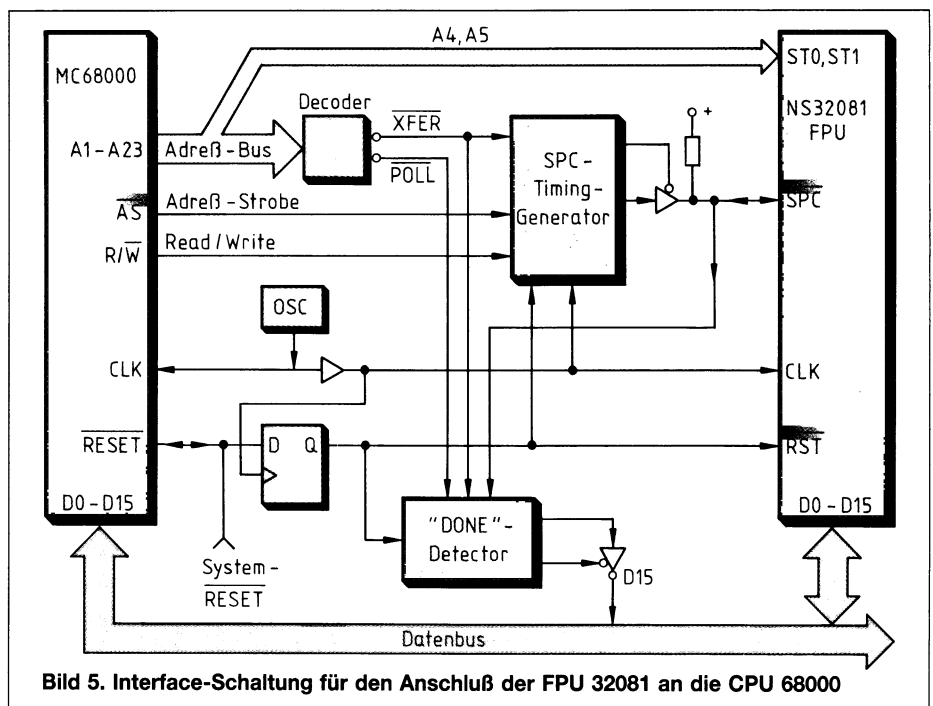 A4, A5
MC68000
ST0, ST1
NS32081
FPU
Decoder
XFER
POLL
A1-A23
Adreß-Bus
SPC-
Timing-
Generator
+
AS
Adreß-Strobe
SPC
R/W
Read/Write
OSC
CLK
CLK
RESET
D Q
RST
D0-D15
D0-D15
"DONE"-
Detector
System-
RESET
D15
Datenbus
Bild 5. Interface-Schaltung für den Anschluß der FPU 32081 an die CPU 68000